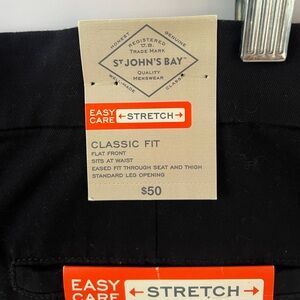 HONEST GENUINE
REGISTERED
U.S.
TRADE MARK
ST JOHN'S BAY™
QUALITY
MENSWEAR
WELL-MADE CLASSIC
EASY
CARE
STRETCH
CLASSIC FIT
FLAT FRONT
SITS AT WAIST
EASED FIT THROUGH SEAT AND THIGH
STANDARD LEG OPENING
$50
EASY
CARE
STRETCH